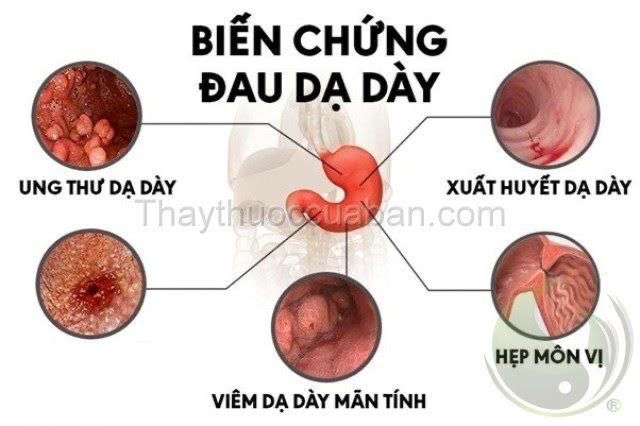 BIẾN CHỨNG
ĐAU DẠ DÀY
UNG THƯ DẠ DÀY
XUẤT HUYẾT DẠ DÀY
Thaythuoccuaban.com
HẸP MÔN VỊ
VIÊM DẠ DÀY MÃN TÍNH
®